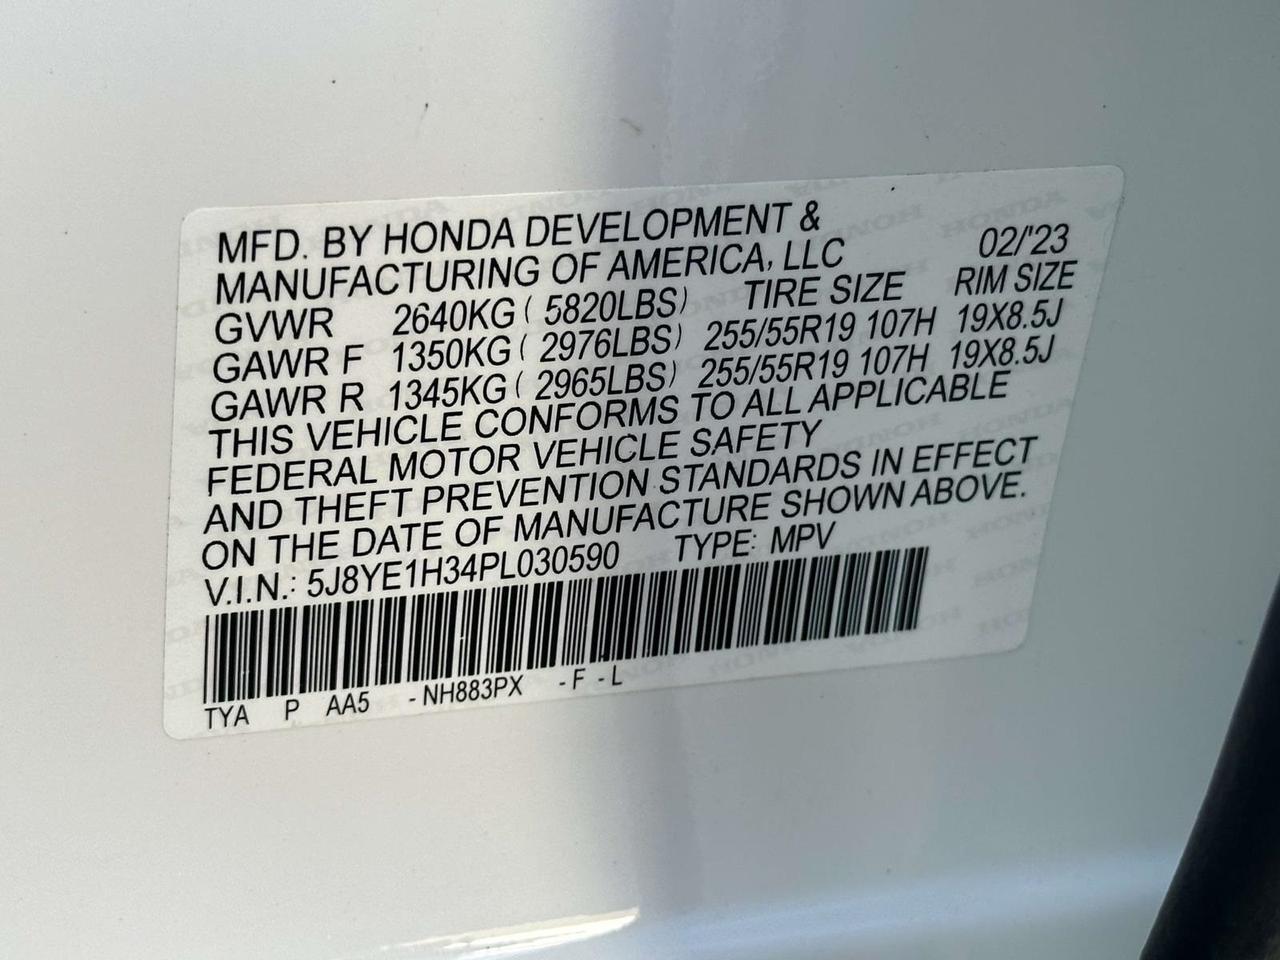 MFD. BY HONDA DEVELOPMENT &
MANUFACTURING OF AMERICA, LLC 02/'23
GVWR 2640KG ( 5820LBS) TIRE SIZE RIM SIZE
GAWR F 1350KG ( 2976LBS) 255/55R19 107H 19X8.5J
GAWR R 1345KG ( 2965LBS) 255/55R19 107H 19X8.5J
THIS VEHICLE CONFORMS TO ALL APPLICABLE
FEDERAL MOTOR VEHICLE SAFETY
AND THEFT PREVENTION STANDARDS IN EFFECT
ON THE DATE OF MANUFACTURE SHOWN ABOVE.
V.I.N.: 5J8YE1H34PL030590 TYPE: MPV
TYA P AA5 - NH883PX - F - L